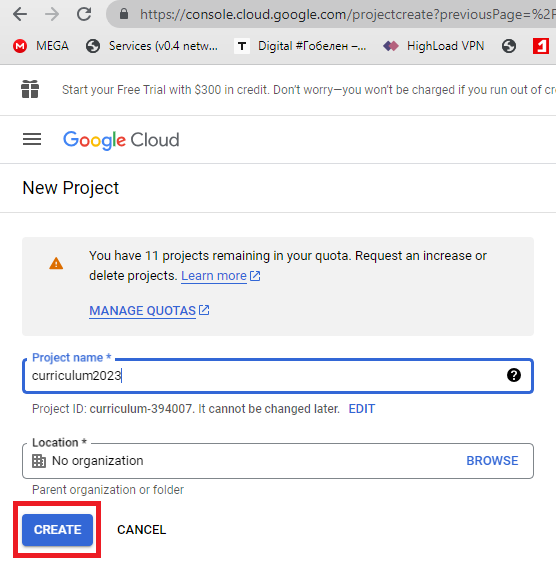 https://console.cloud.google.com/projectcreate?previousPage=%2F
MEGA Services (v0.4 netw... T Digital #Гобелен –... HighLoad VPN
Start your Free Trial with $300 in credit. Don't worry—you won't be charged if you run out of cre
Google Cloud
New Project
You have 11 projects remaining in your quota. Request an increase or
delete projects. Learn more
MANAGE QUOTAS
Project name *
curriculum2023
Project ID: curriculum-394007. It cannot be changed later. EDIT
Location *
No organization BROWSE
Parent organization or folder
CREATE CANCEL